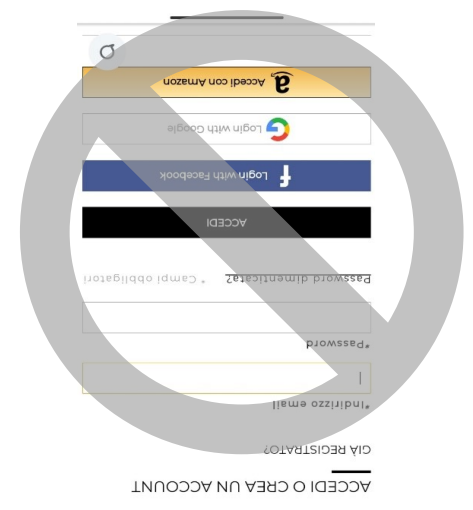 ACCEDI O CREA UN ACCOUNT
GIÀ REGISTRATO?
*Indirizzo email
*Password
Password dimenticata? * Campi obbligatori
ACCEDI
Login with Facebook
Login with Google
Accedi con Amazon